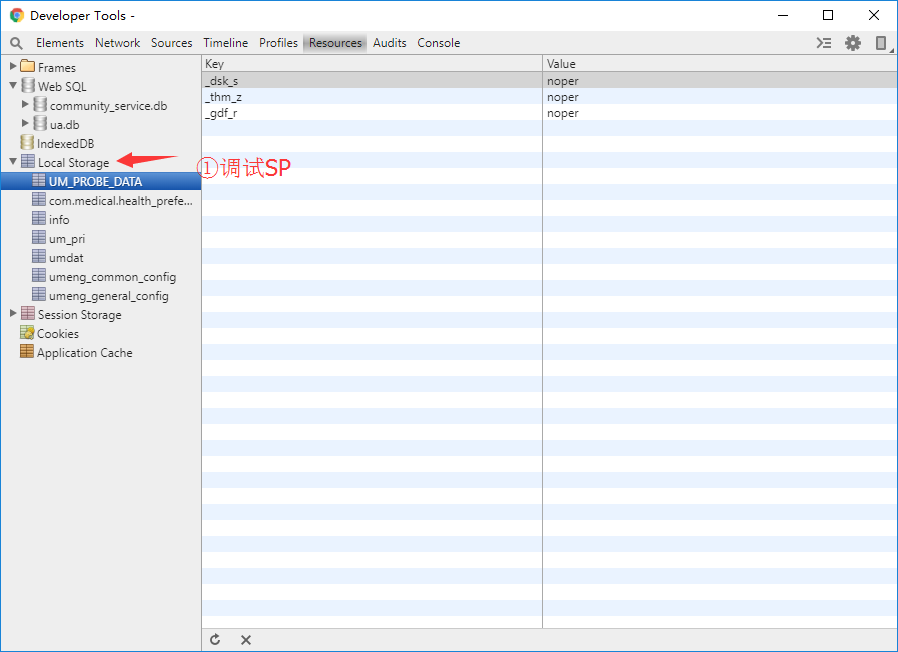 Developer Tools -
Elements Network Sources Timeline Profiles Resources Audits Console
Frames
Web SQL
community_service.db
ua.db
IndexedDB
Local Storage
UM_PROBE_DATA
com.medical.health_prefe...
info
um_pri
umdat
umeng_common_config
umeng_general_config
Session Storage
Cookies
Application Cache
Key Value
_dsk_s noper
_thm_z noper
_gdf_r noper
①调试SP